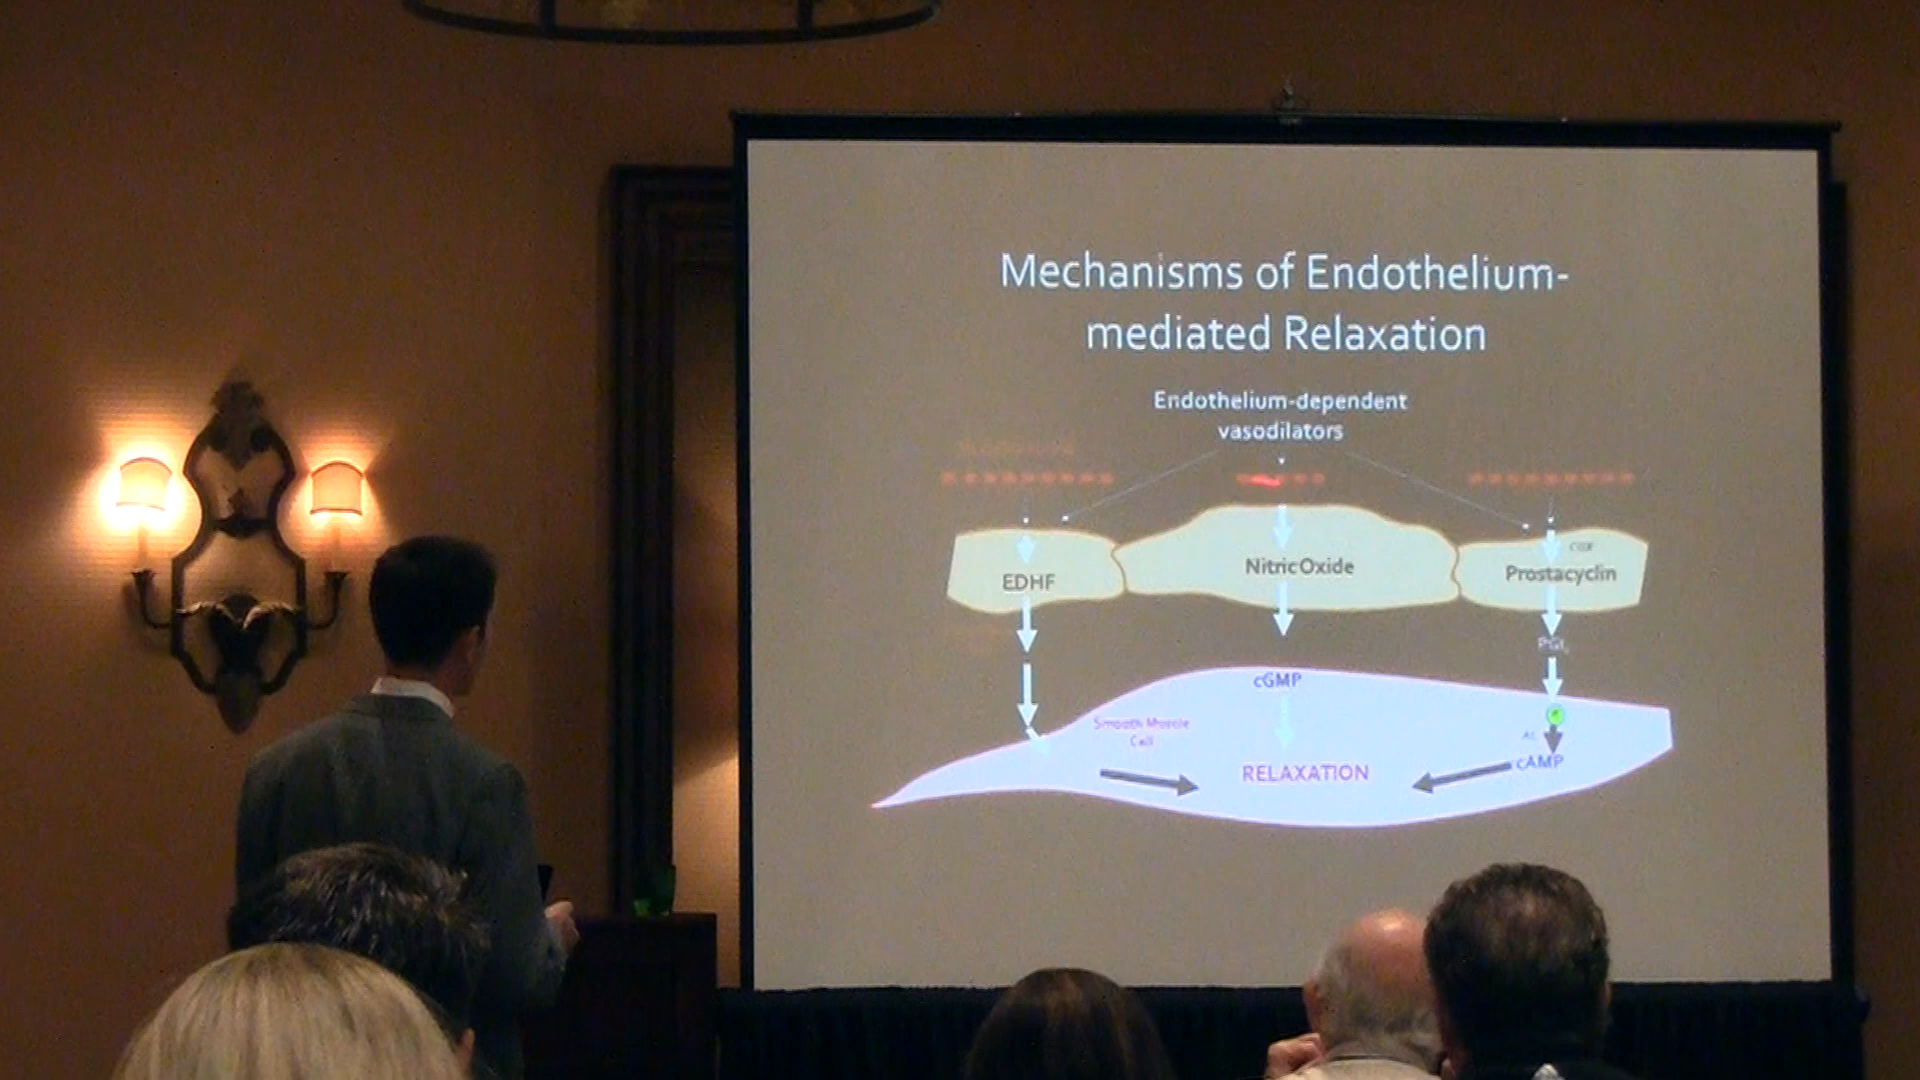 Mechanisms of Endothelium-
mediated Relaxation
Endothelium-dependent
vasodilators
COX
EDHF
Nitric Oxide
Prostacyclin
PGI₂
cGMP
Smooth Muscle
Cell
AC
cAMP
RELAXATION